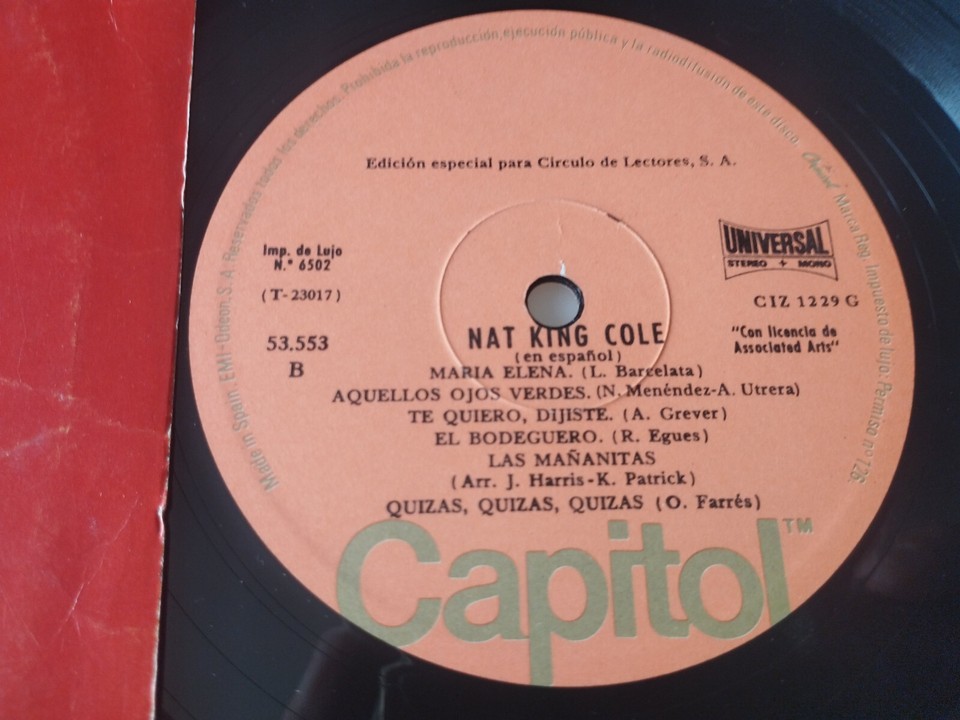 Made in Spain. EMI-Odeon, S. A. Reservados todos los derechos. Prohibida la reproducción, ejecución pública y la radiodifusión de este disco. Capitol Marca Reg. Impuesto de lujo: Permiso nº 726.
Edición especial para Circulo de Lectores, S. A.
Imp. de Lujo
N.º 6502
(T-23017)
53.553
B
UNIVERSAL
STEREO + MONO
CIZ 1229 G
"Con licencia de
Associated Arts"
NAT KING COLE
(en español)
MARIA ELENA. (L. Barcelata)
AQUELLOS OJOS VERDES. (N. Menéndez-A. Utrera)
TE QUIERO, DIJISTE. (A. Grever)
EL BODEGUERO. (R. Egues)
LAS MAÑANITAS
(Arr. J. Harris-K. Patrick)
QUIZAS, QUIZAS, QUIZAS (O. Farrés)
Capitol™